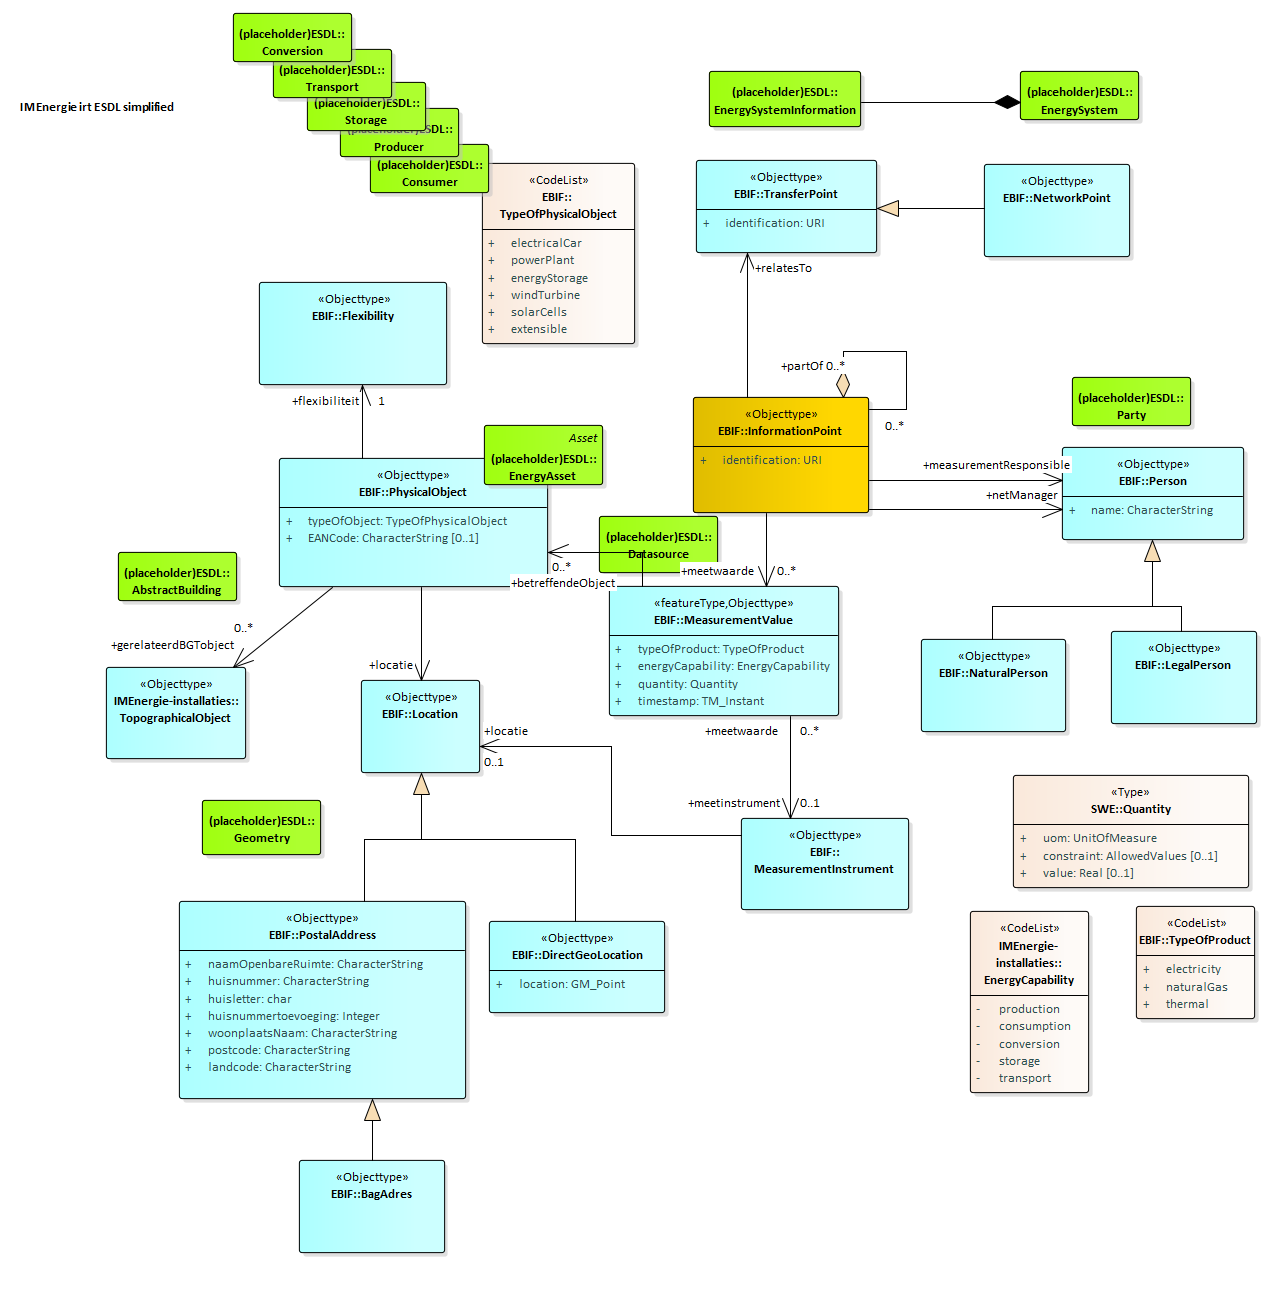 (placeholder)ESDL::
Conversion
(placeholder)ESDL::
Transport
(placeholder)ESDL::
Storage
(placeholder)ESDL::
Producer
(placeholder)ESDL::
Consumer
IMEnergie irt ESDL simplified
(placeholder)ESDL::
EnergySystemInformation
(placeholder)ESDL::
EnergySystem
«CodeList»
EBIF::
TypeOfPhysicalObject
+ electricalCar
+ powerPlant
+ energyStorage
+ windTurbine
+ solarCells
+ extensible
«Objecttype»
EBIF::TransferPoint
+ identification: URI
«Objecttype»
EBIF::NetworkPoint
+relatesTo
«Objecttype»
EBIF::Flexibility
+flexibiliteit 1
+partOf 0..*
0..*
«Objecttype»
EBIF::InformationPoint
+ identification: URI
(placeholder)ESDL::
Party
+measurementResponsible
+netManager
«Objecttype»
EBIF::Person
+ name: CharacterString
Asset
(placeholder)ESDL::
EnergyAsset
«Objecttype»
EBIF::PhysicalObject
+ typeOfObject: TypeOfPhysicalObject
+ EANCode: CharacterString [0..1]
(placeholder)ESDL::
Datasource
0..*
+betreffendeObject
+meetwaarde 0..*
(placeholder)ESDL::
AbstractBuilding
0..*
+gerelateerdBGTobject
«Objecttype»
IMEnergie-installaties::
TopographicalObject
+locatie
«Objecttype»
EBIF::Location
«featureType,Objecttype»
EBIF::MeasurementValue
+ typeOfProduct: TypeOfProduct
+ energyCapability: EnergyCapability
+ quantity: Quantity
+ timestamp: TM_Instant
«Objecttype»
EBIF::NaturalPerson
«Objecttype»
EBIF::LegalPerson
+locatie
0..1
+meetwaarde 0..*
+meetinstrument 0..1
«Objecttype»
EBIF::
MeasurementInstrument
(placeholder)ESDL::
Geometry
«Type»
SWE::Quantity
+ uom: UnitOfMeasure
+ constraint: AllowedValues [0..1]
+ value: Real [0..1]
«Objecttype»
EBIF::PostalAddress
+ naamOpenbareRuimte: CharacterString
+ huisnummer: CharacterString
+ huisletter: char
+ huisnummertoevoeging: Integer
+ woonplaatsNaam: CharacterString
+ postcode: CharacterString
+ landcode: CharacterString
«Objecttype»
EBIF::DirectGeoLocation
+ location: GM_Point
«CodeList»
IMEnergie-
installaties::
EnergyCapability
- production
- consumption
- conversion
- storage
- transport
«CodeList»
EBIF::TypeOfProduct
+ electricity
+ naturalGas
+ thermal
«Objecttype»
EBIF::BagAdres